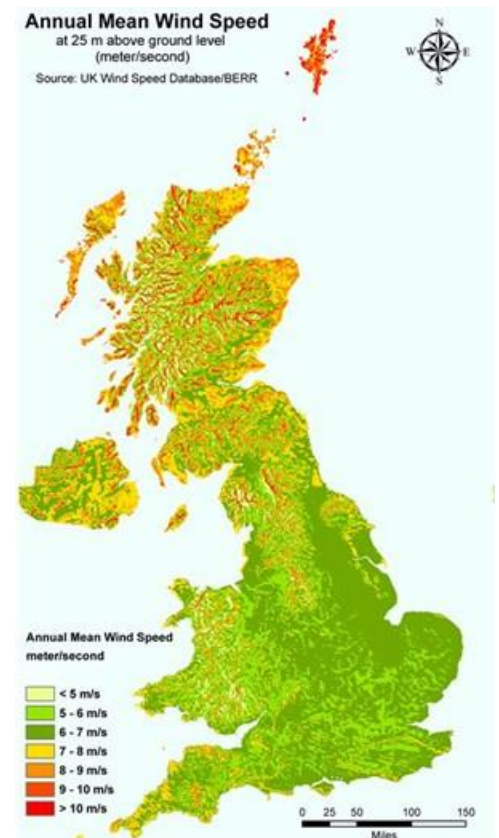 Annual Mean Wind Speed
at 25 m above ground level
(meter/second)
Source: UK Wind Speed Database/BERR
N
W
E
S
Annual Mean Wind Speed
meter/second
< 5 m/s
5 - 6 m/s
6 - 7 m/s
7 - 8 m/s
8 - 9 m/s
9 - 10 m/s
> 10 m/s
0 25 50 100 150
Miles